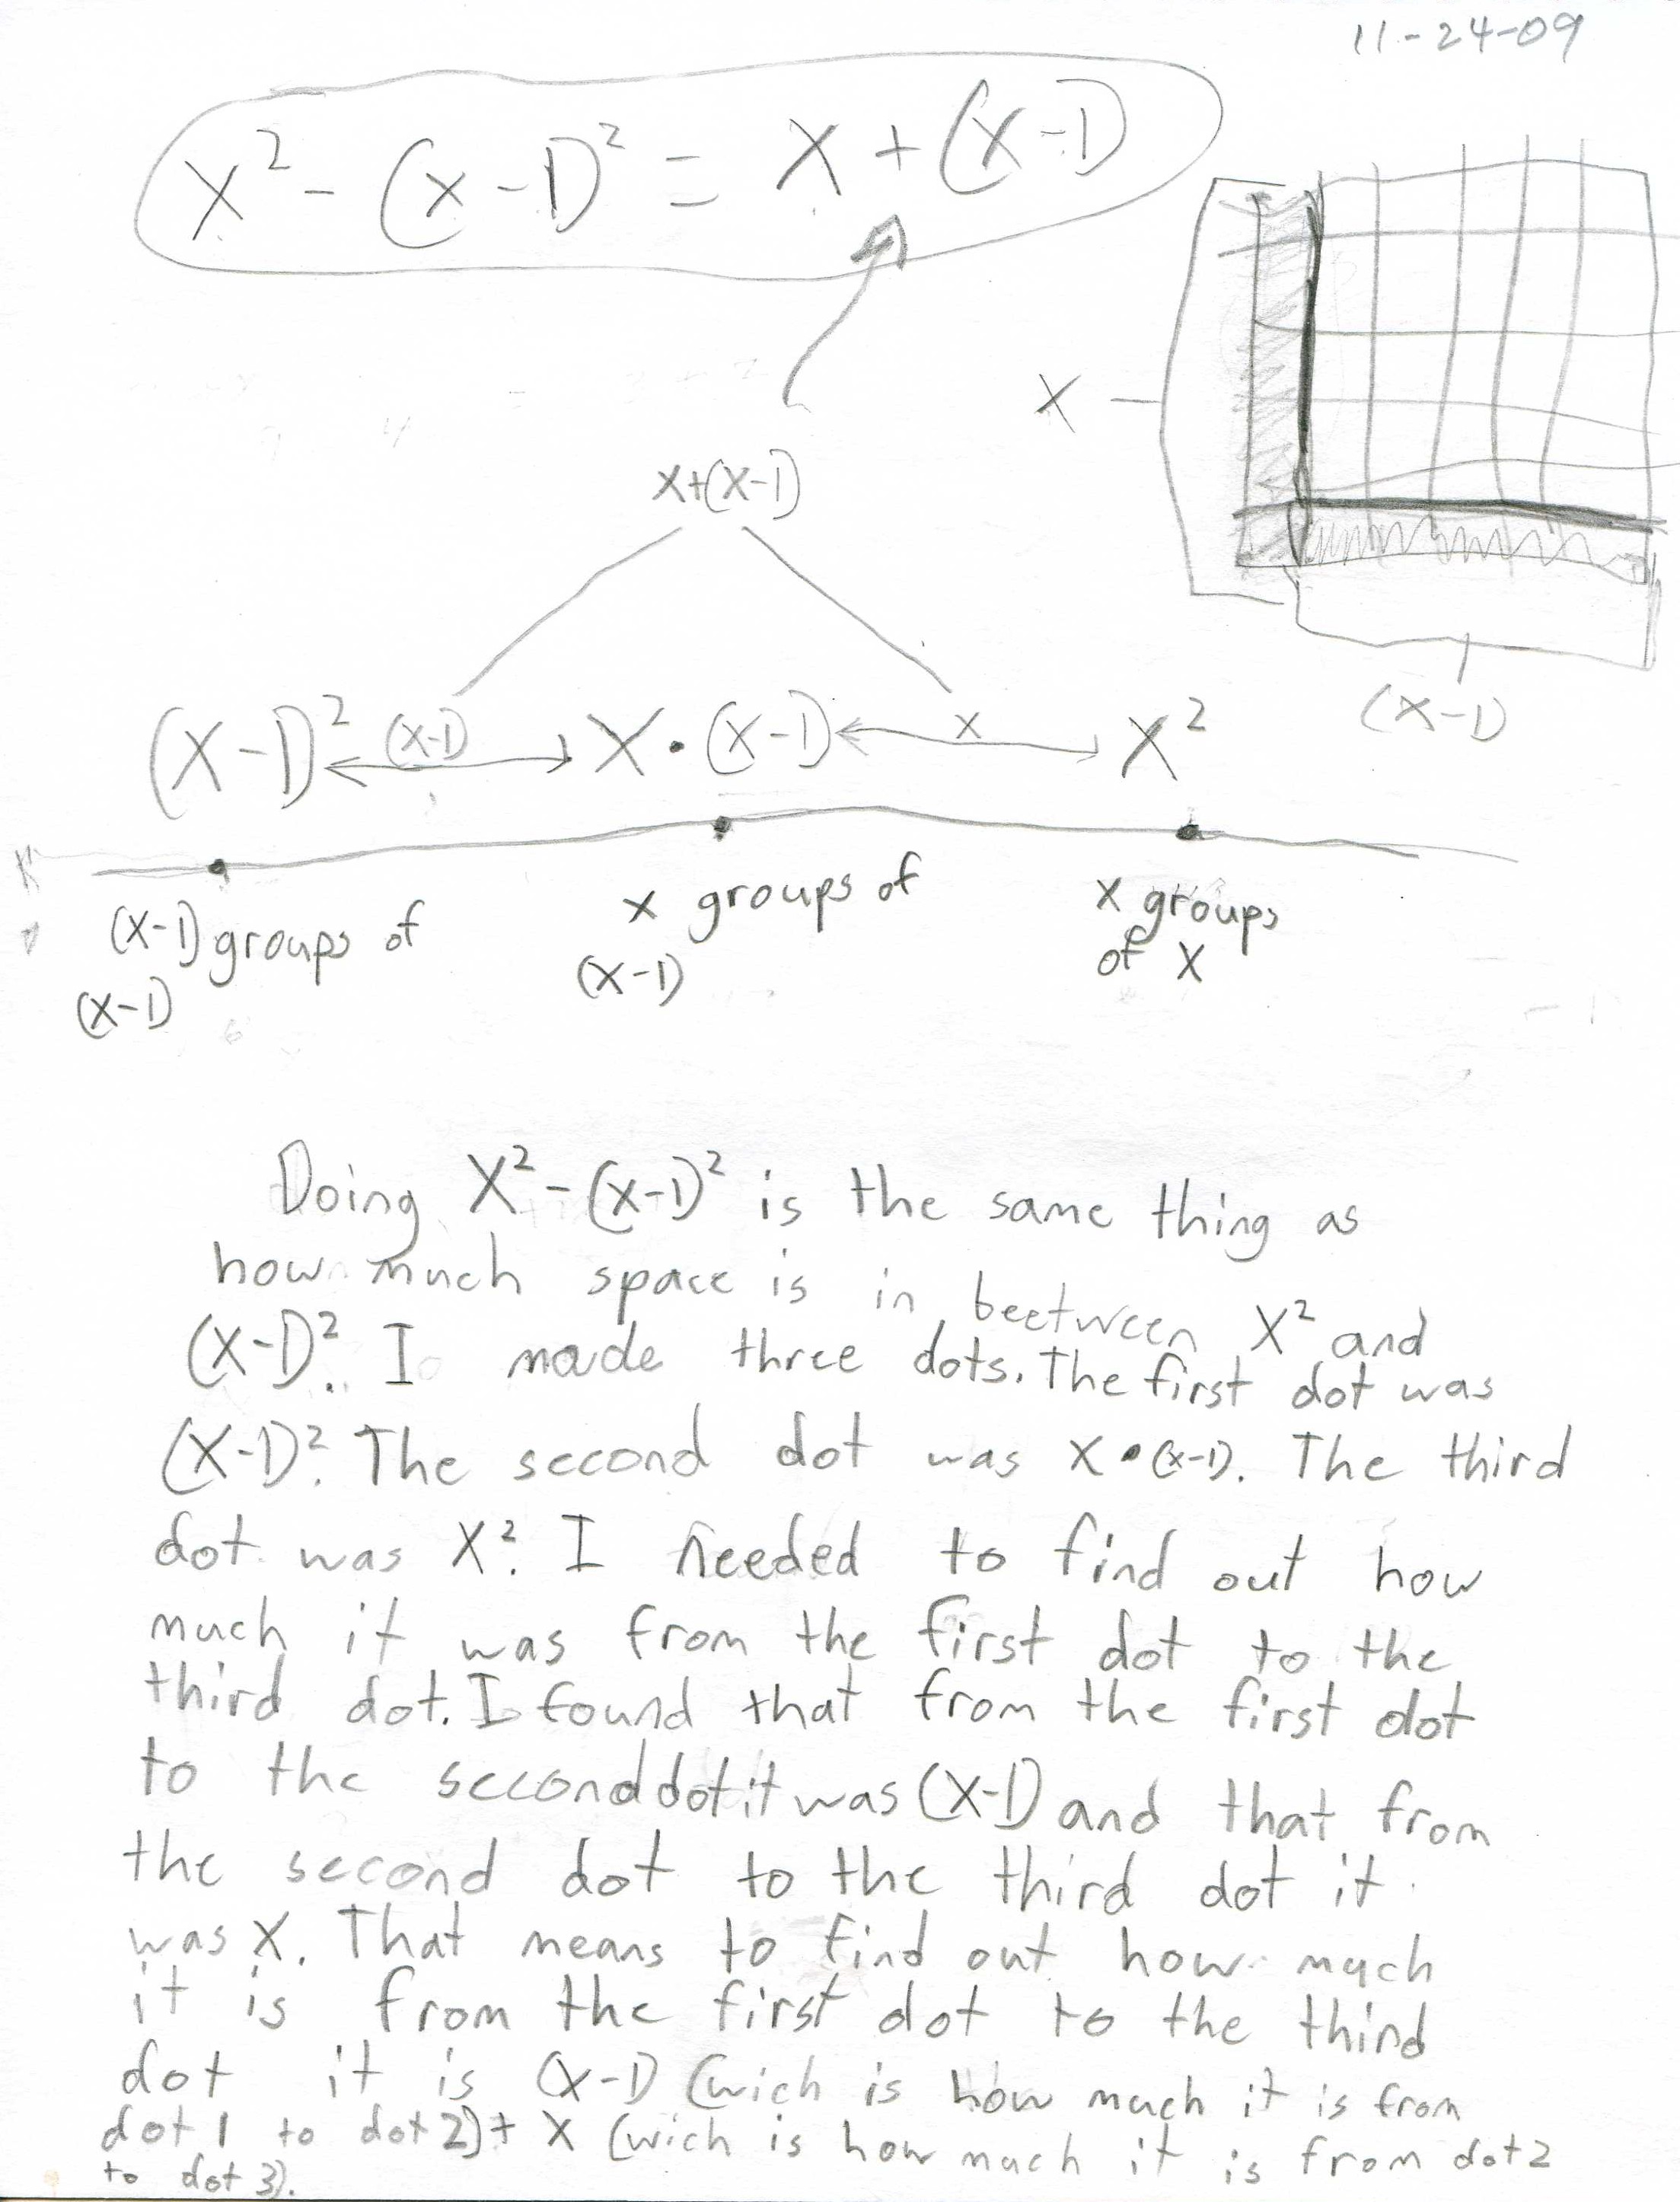 11-24-09
X² - (X-1)² = X + (X-1)
X
X+(X-1)
(X-1)
(X-1)² (X-1) X • (X-1) X X²
(X-1) groups of
(X-1)
X groups of
(X-1)
X groups
of X
Doing X² - (X-1)² is the same thing as
how much space is in beetween X² and
(X-1)². I made three dots. The first dot was
(X-1)². The second dot was X • (X-1). The third
dot was X². I needed to find out how
much it was from the first dot to the
third dot. I found that from the first dot
to the second dot it was (X-1) and that from
the second dot to the third dot it
was X. That means to find out how much
it is from the first dot to the third
dot it is (X-1) (wich is how much it is from
dot 1 to dot 2) + X (wich is how much it is from dot 2
to dot 3).